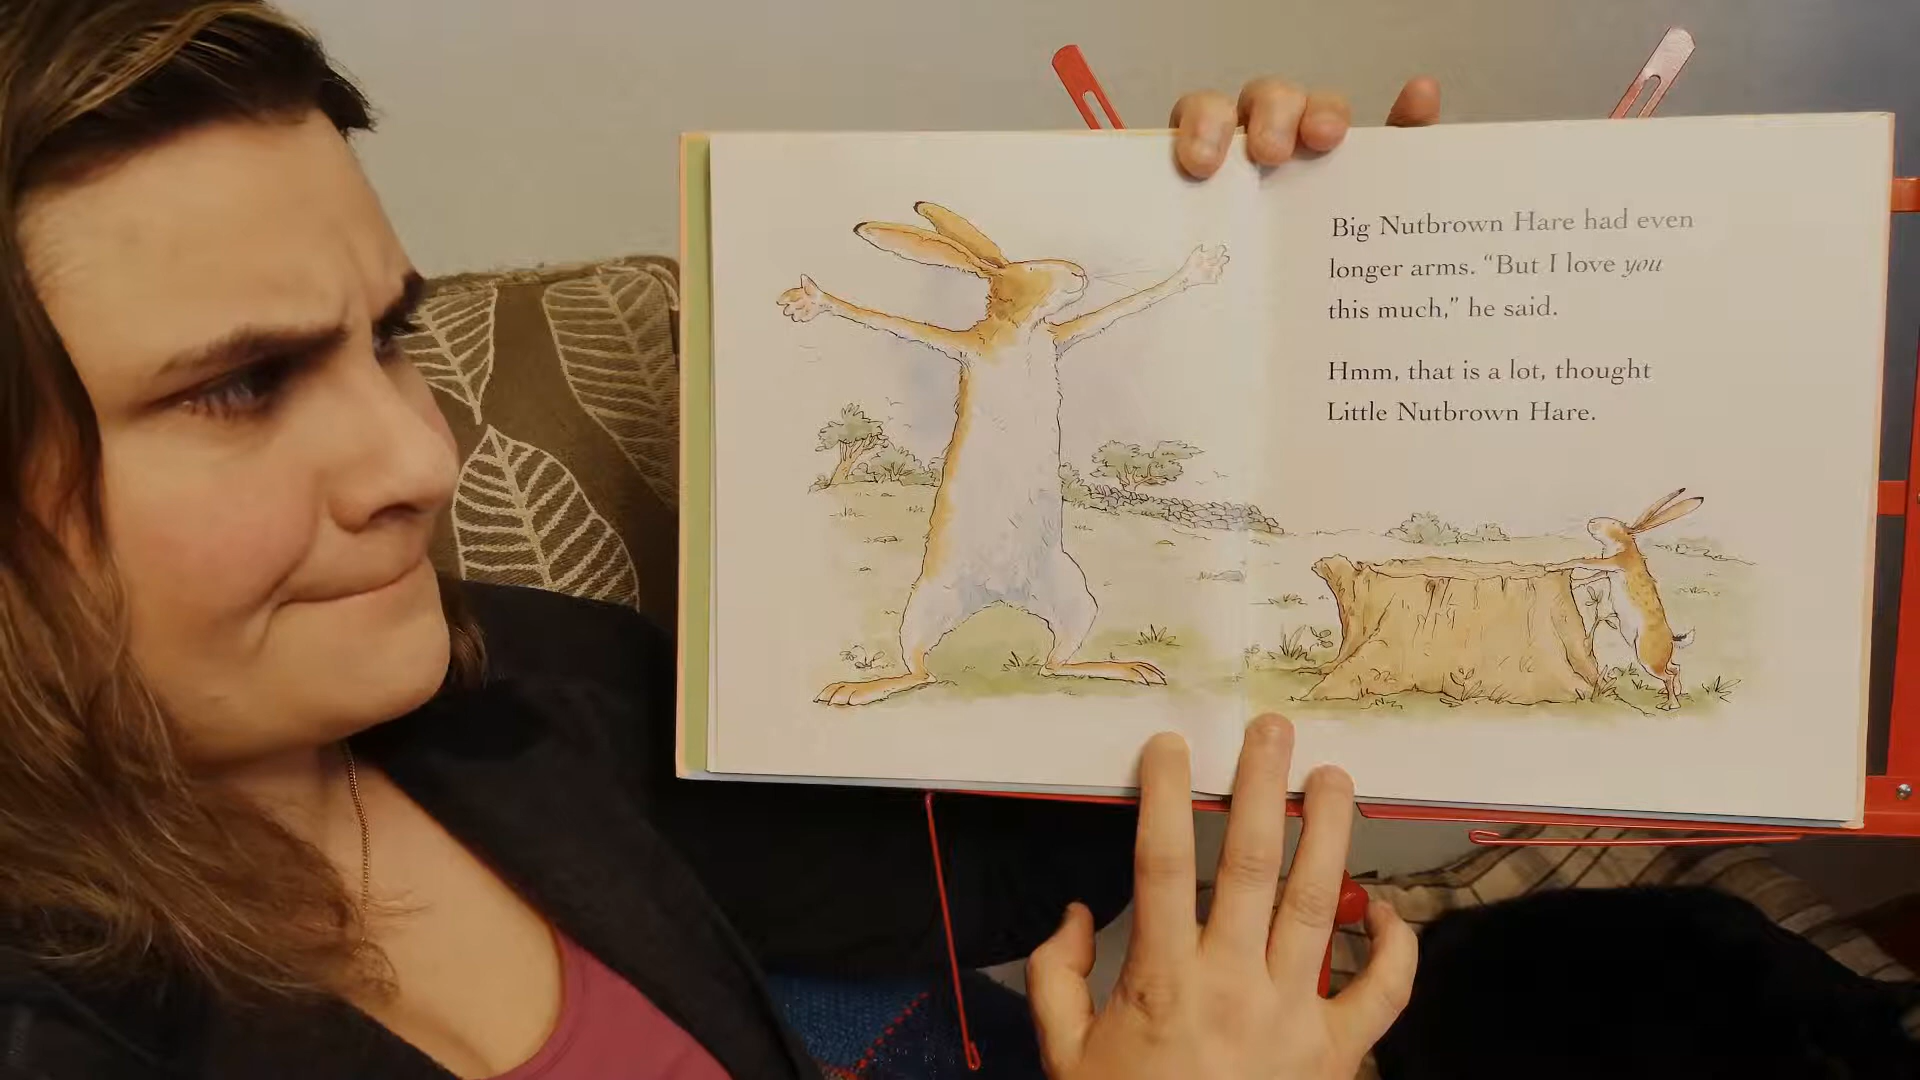 Big Nutbrown Hare had even
longer arms. “But I love you
this much,” he said.
Hmm, that is a lot, thought
Little Nutbrown Hare.